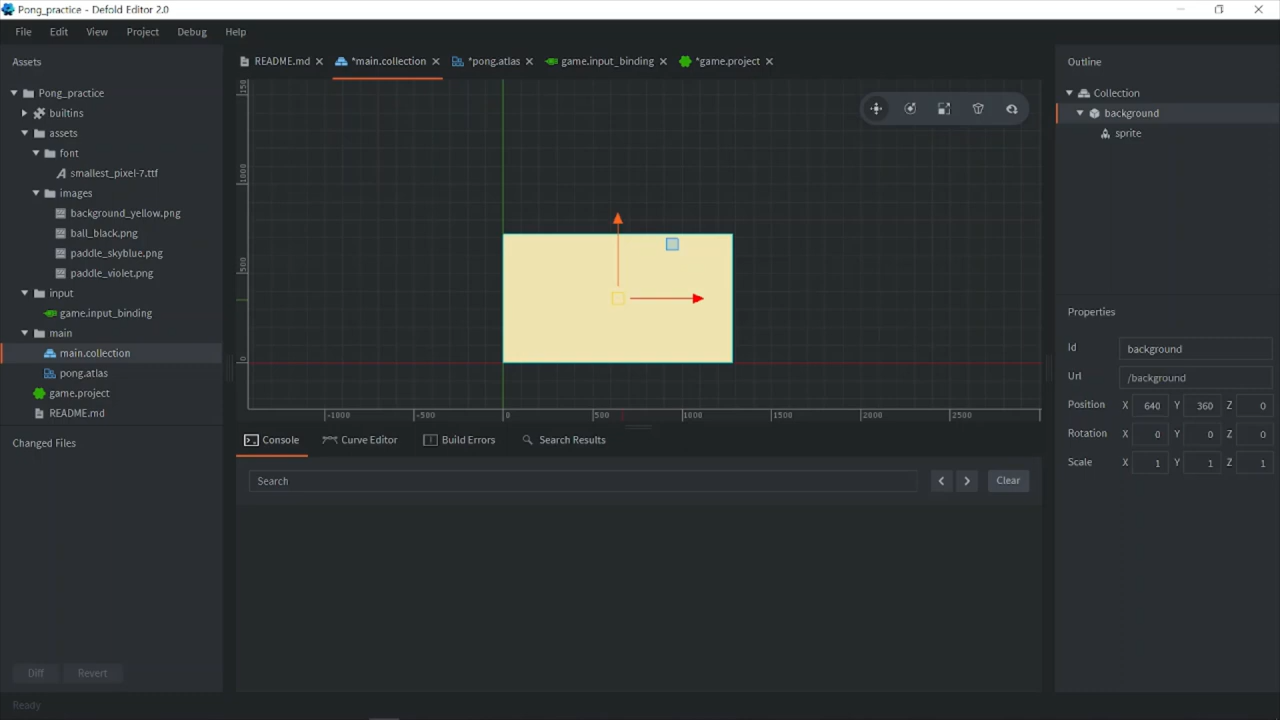 Pong_practice - Defold Editor 2.0
File Edit View Project Debug Help
Assets
Pong_practice
builtins
assets
font
smallest_pixel-7.ttf
images
background_yellow.png
ball_black.png
paddle_skyblue.png
paddle_violet.png
input
game.input_binding
main
main.collection
pong.atlas
game.project
README.md
Changed Files
Diff Revert
Ready
README.md *main.collection *pong.atlas game.input_binding *game.project
1000
500
0
-1000 -500 0 500 1000 1500 2000 2500
Console Curve Editor Build Errors Search Results
Search Clear
Outline
Collection
background
sprite
Properties
Id background
Url /background
Position X 640 Y 360 Z 0
Rotation X 0 Y 0 Z 0
Scale X 1 Y 1 Z 1